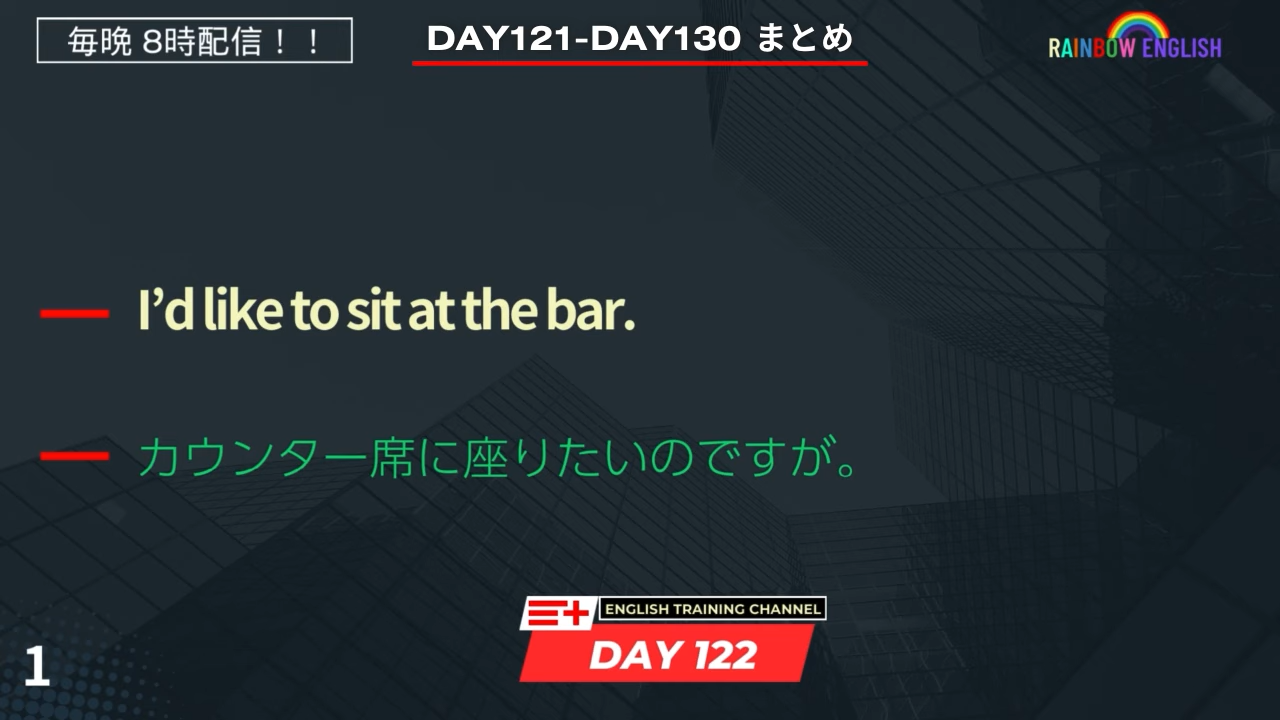 毎晩 8時配信！！
DAY121-DAY130 まとめ
RAINBOW ENGLISH
I’d like to sit at the bar.
カウンター席に座りたいのですが。
ENGLISH TRAINING CHANNEL
DAY 122
1